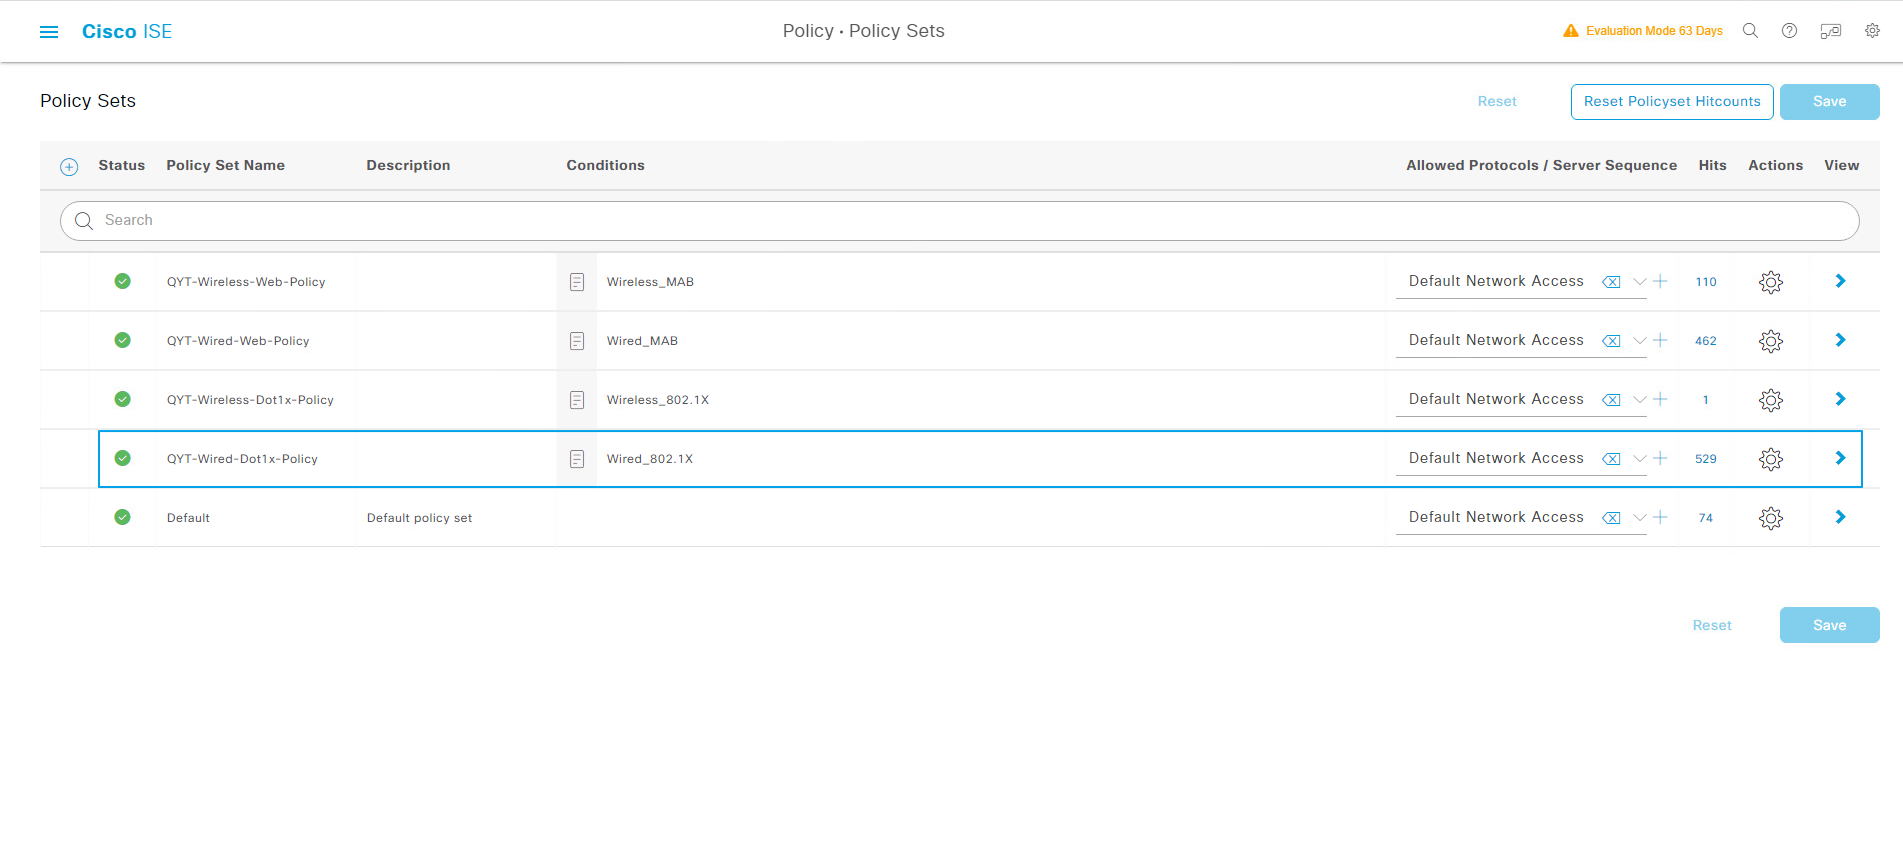 Cisco ISE
Policy · Policy Sets
Evaluation Mode 63 Days
Policy Sets
Reset
Reset Policyset Hitcounts
Save
Status Policy Set Name Description Conditions Allowed Protocols / Server Sequence Hits Actions View
Search
QYT-Wireless-Web-Policy Wireless_MAB Default Network Access 110
QYT-Wired-Web-Policy Wired_MAB Default Network Access 462
QYT-Wireless-Dot1x-Policy Wireless_802.1X Default Network Access 1
QYT-Wired-Dot1x-Policy Wired_802.1X Default Network Access 529
Default Default policy set Default Network Access 74
Reset
Save